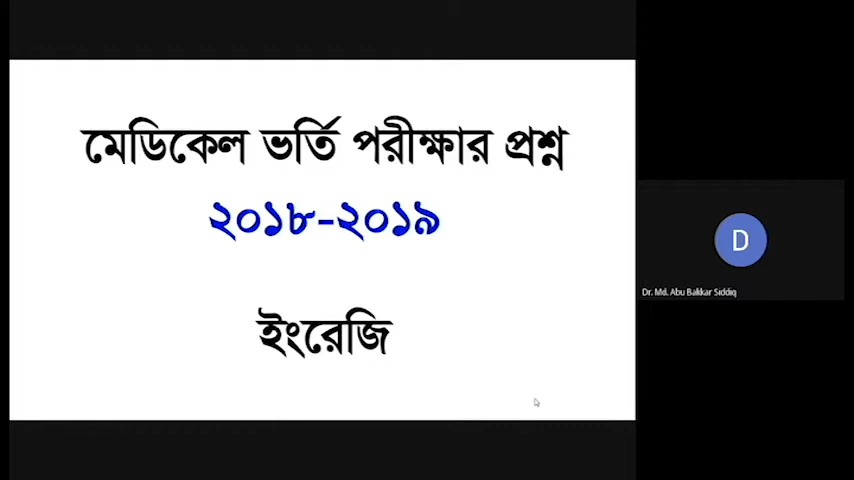 মেডিকেল ভর্তি পরীক্ষার প্রশ্ন
২০১৮-২০১৯
ইংরেজি
D
Dr. Md. Abu Bakkar Siddiq